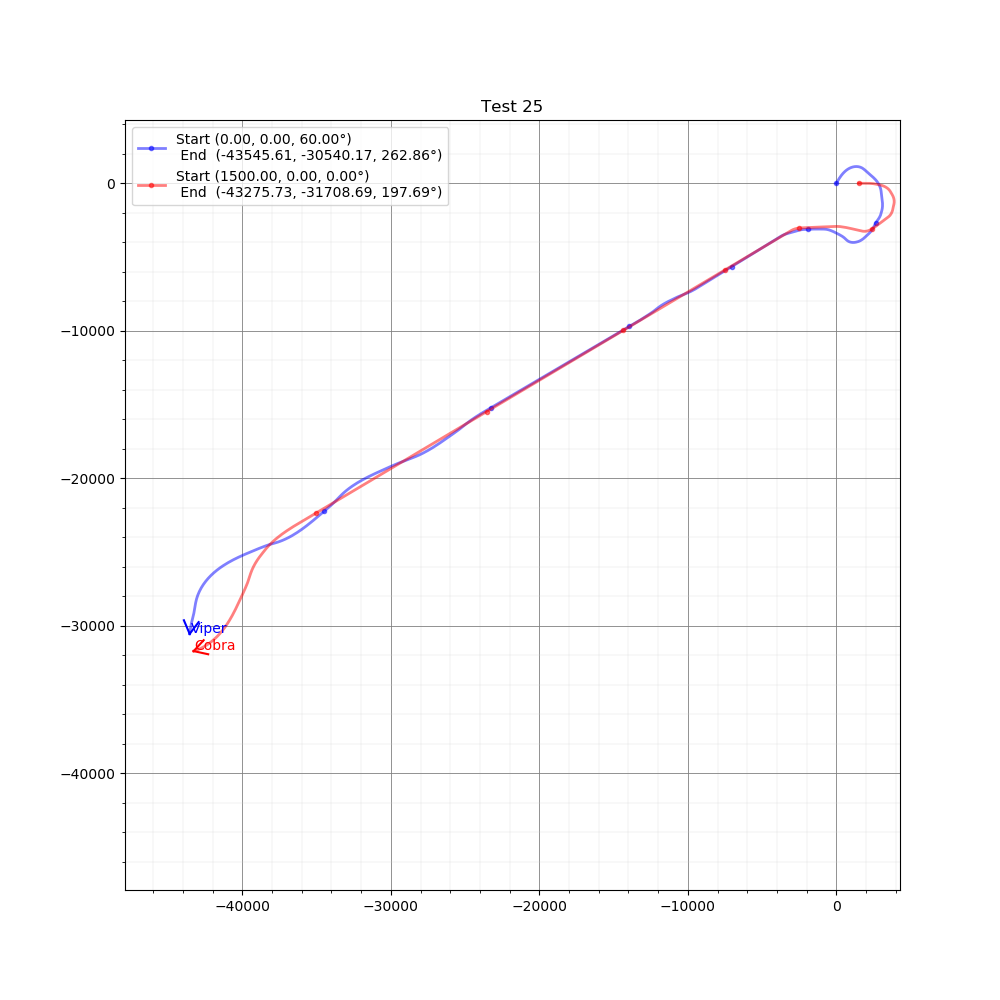 Test 25
Start (0.00, 0.00, 60.00°)
End  (-43545.61, -30540.17, 262.86°)
Start (1500.00, 0.00, 0.00°)
End  (-43275.73, -31708.69, 197.69°)
0
−10000
−20000
−30000
−40000
Viper
Cobra
−40000 −30000 −20000 −10000 0